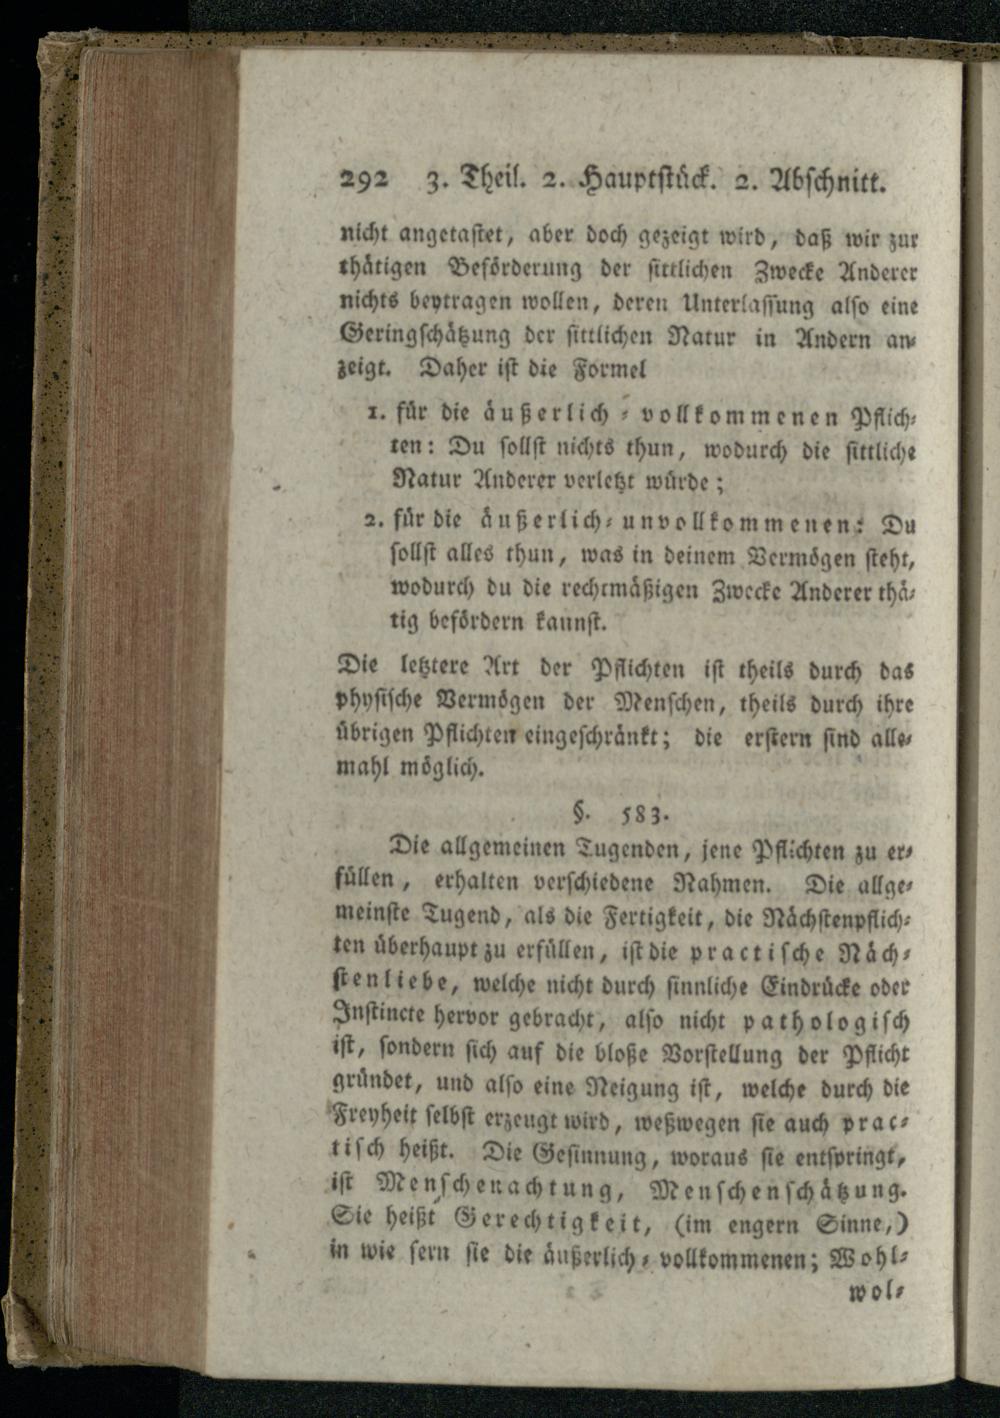 292 3. Theil. 2. Hauptstück. 2. Abschnitt.
nicht angetastet, aber doch gezeigt wird, daß wir zur
thätigen Beförderung der sittlichen Zwecke Anderer
nichts beytragen wollen, deren Unterlassung also eine
Geringschätzung der sittlichen Natur in Andern an-
zeigt. Daher ist die Formel
1. für die äußerlich-vollkommenen Pflich-
ten: Du sollst nichts thun, wodurch die sittliche
Natur Anderer verletzt würde;
2. für die äußerlich-unvollkommenen: Du
sollst alles thun, was in deinem Vermögen steht,
wodurch du die rechtmäßigen Zwecke Anderer thä-
tig befördern kannst.
Die letztere Art der Pflichten ist theils durch das
physische Vermögen der Menschen, theils durch ihre
übrigen Pflichten eingeschränkt; die erstern sind alle-
mahl möglich.
§. 583.
Die allgemeinen Tugenden, jene Pflichten zu er-
füllen, erhalten verschiedene Nahmen. Die allge-
meinste Tugend, als die Fertigkeit, die Nächstenpflich-
ten überhaupt zu erfüllen, ist die practische Näch-
stenliebe, welche nicht durch sinnliche Eindrücke oder
Instincte hervor gebracht, also nicht pathologisch
ist, sondern sich auf die bloße Vorstellung der Pflicht
gründet, und also eine Neigung ist, welche durch die
Freyheit selbst erzeugt wird, weßwegen sie auch prac-
tisch heißt. Die Gesinnung, woraus sie entspringt,
ist Menschenachtung, Menschenschätzung.
Sie heißt Gerechtigkeit, (im engern Sinne,)
in wie fern sie die äußerlich-vollkommenen; Wohl-
wol-